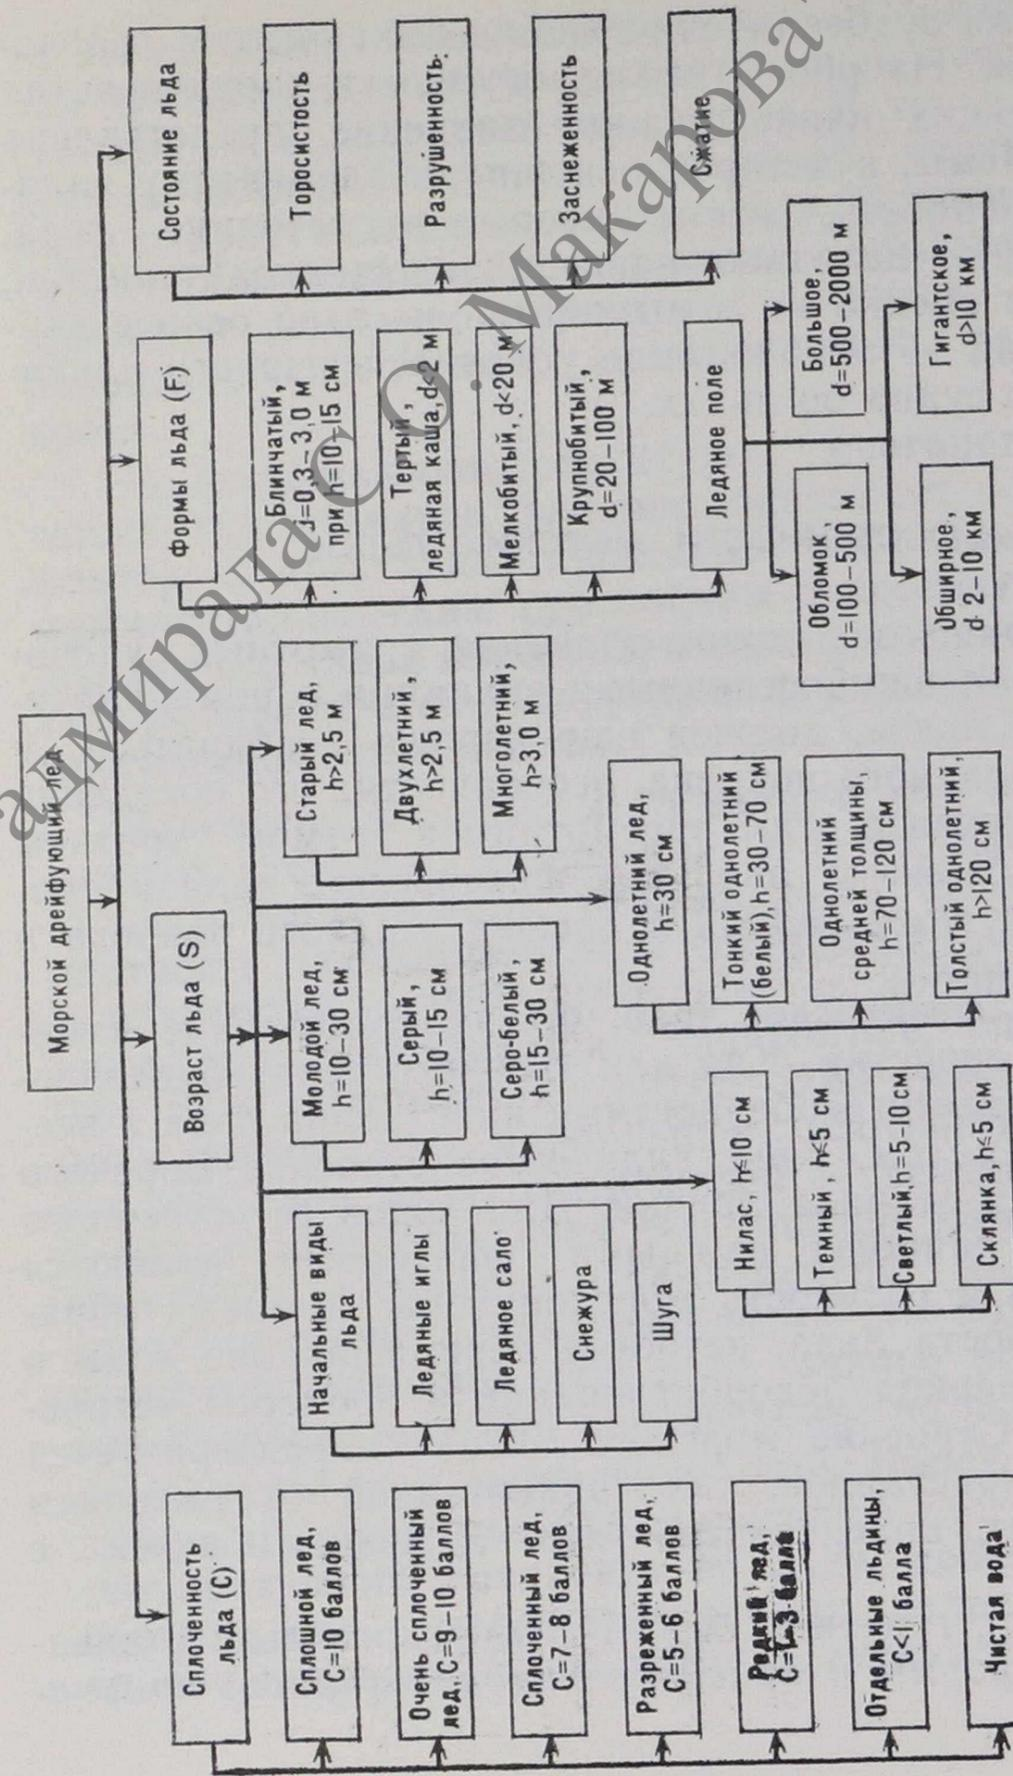 Морской дрейфующий лед
Сплоченность
льда (С)
Сплошной лед,
С=10 баллов
Очень сплоченный
лед, С=9-10 баллов
Сплоченный лед,
С=7-8 баллов
Разреженный лед,
С=5-6 баллов
Редкий лед,
С=1-3 балла
Отдельные льдины,
С<1 балла
Чистая вода
Возраст льда (S)
Начальные виды
льда
Ледяные иглы
Ледяное сало
Снежура
Шуга
Нилас, h≤10 см
Темный, h≤5 см
Светлый, h=5-10 см
Склянка, h≤5 см
Молодой лед,
h=10-30 см
Серый,
h=10-15 см
Серо-белый,
h=15-30 см
Однолетний лед,
h=30 см
Тонкий однолетний
(белый), h=30-70 см
Однолетний
средней толщины,
h=70-120 см
Толстый однолетний,
h>120 см
Старый лед,
h>2,5 м
Двухлетний,
h>2,5 м
Многолетний,
h>3,0 м
Формы льда (F)
Блинчатый,
d=0,3-3,0 м
при h=10-15 см
Тертый,
ледяная каша, d<2 м
Мелкобитый, d<20 м
Крупнобитый,
d=20-100 м
Ледяное поле
Обломок,
d=100-500 м
Большое,
d=500-2000 м
Обширное,
d 2-10 км
Гигантское,
d>10 км
Состояние льда
Торосистость
Разрушенность
Заснеженность
Сжатие
адмирала С.О. Макарова